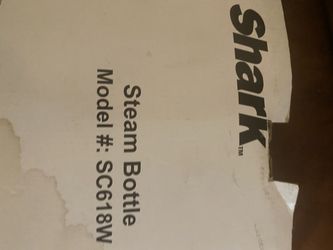 Shark™
Steam Bottle
Model #: SC618W